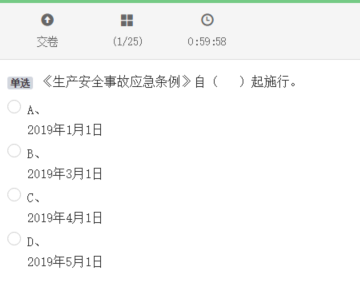 交卷
(1/25)
0:59:58
单选 《生产安全事故应急条例》自（　　）起施行。
A、
2019年1月1日
B、
2019年3月1日
C、
2019年4月1日
D、
2019年5月1日